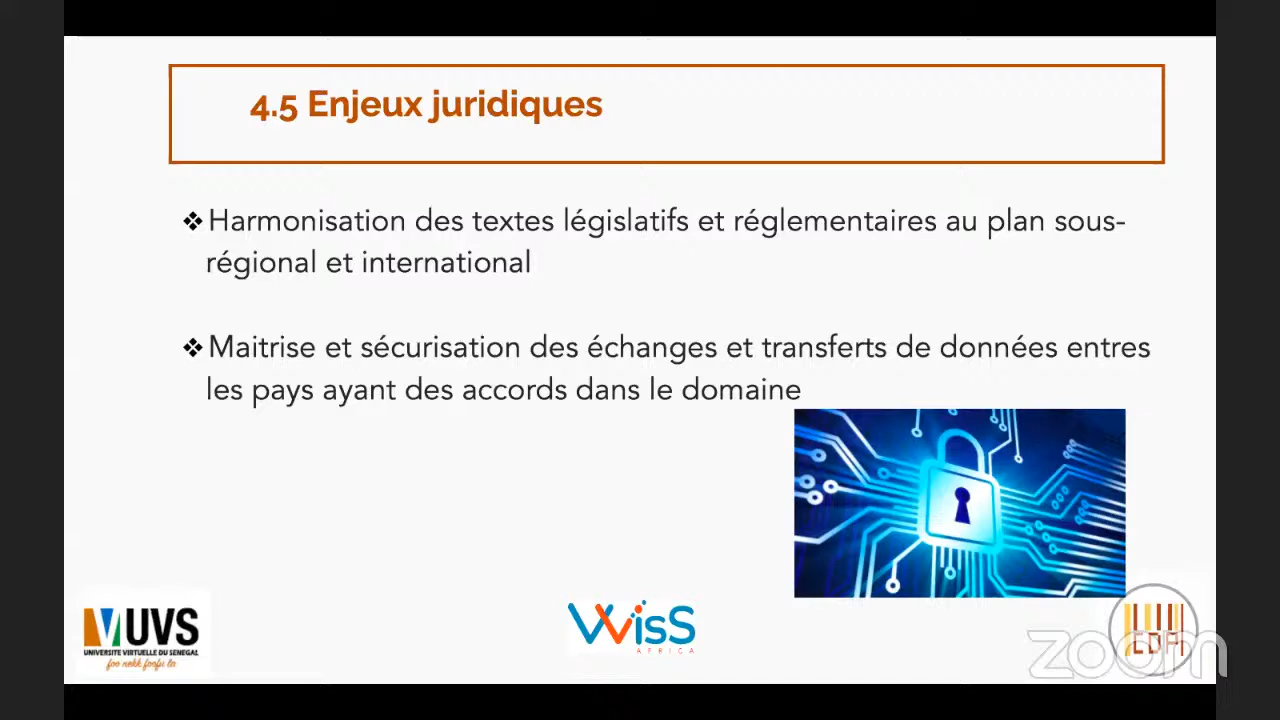 4.5 Enjeux juridiques
❖Harmonisation des textes législatifs et réglementaires au plan sous-
régional et international
❖Maitrise et sécurisation des échanges et transferts de données entres
les pays ayant des accords dans le domaine
UVS
UNIVERSITE VIRTUELLE DU SENEGAL
foo nekk foofu la
WisS
AFRICA
zoom